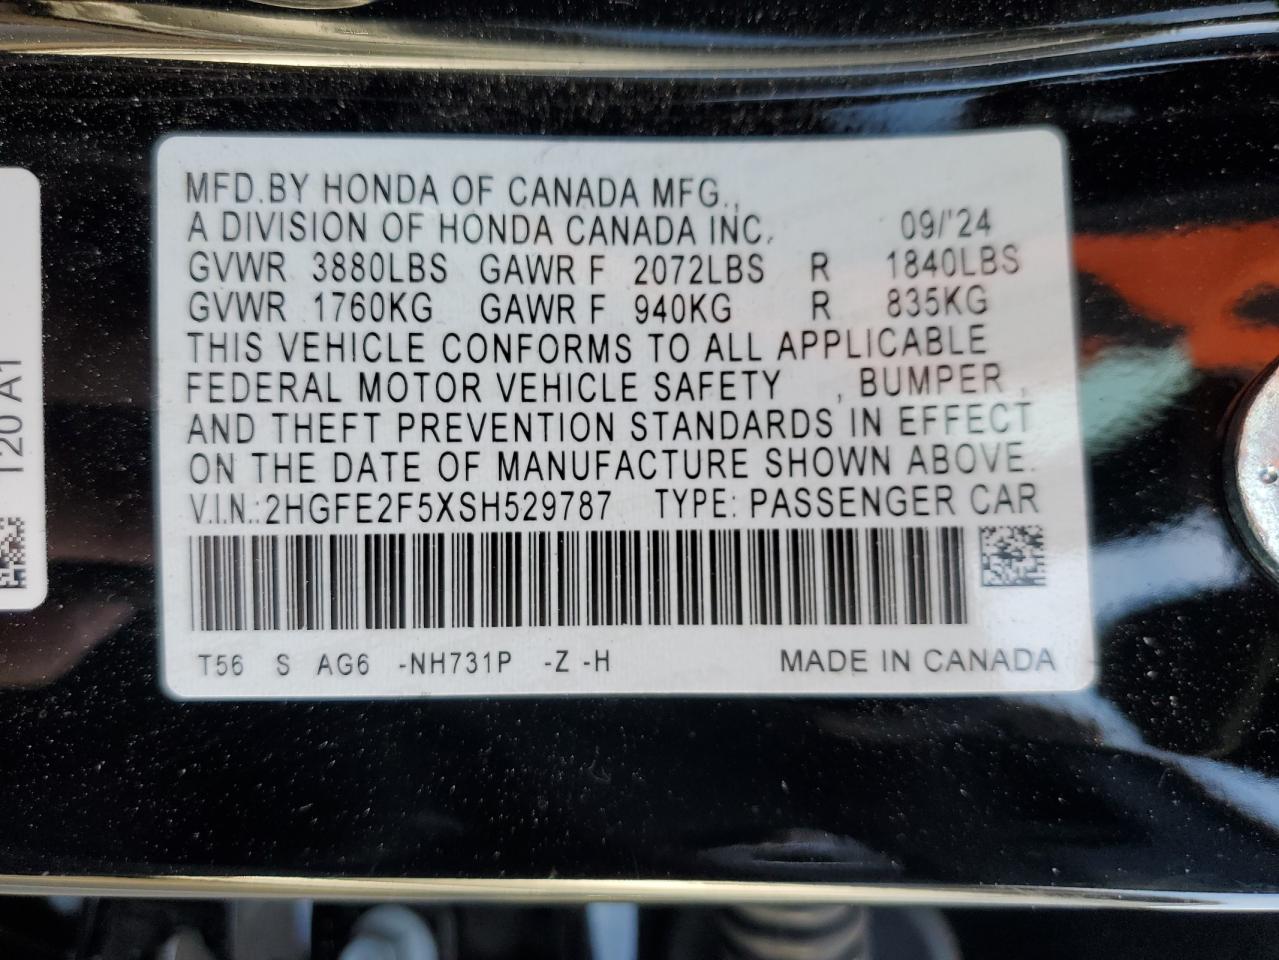 MFD.BY HONDA OF CANADA MFG.,
A DIVISION OF HONDA CANADA INC. 09/'24
GVWR 3880LBS GAWR F 2072LBS R 1840LBS
GVWR 1760KG GAWR F 940KG R 835KG
THIS VEHICLE CONFORMS TO ALL APPLICABLE
FEDERAL MOTOR VEHICLE SAFETY , BUMPER,
AND THEFT PREVENTION STANDARDS IN EFFECT
ON THE DATE OF MANUFACTURE SHOWN ABOVE.
V.I.N.:2HGFE2F5XSH529787 TYPE: PASSENGER CAR
T56 S AG6 -NH731P -Z -H MADE IN CANADA
120 A1